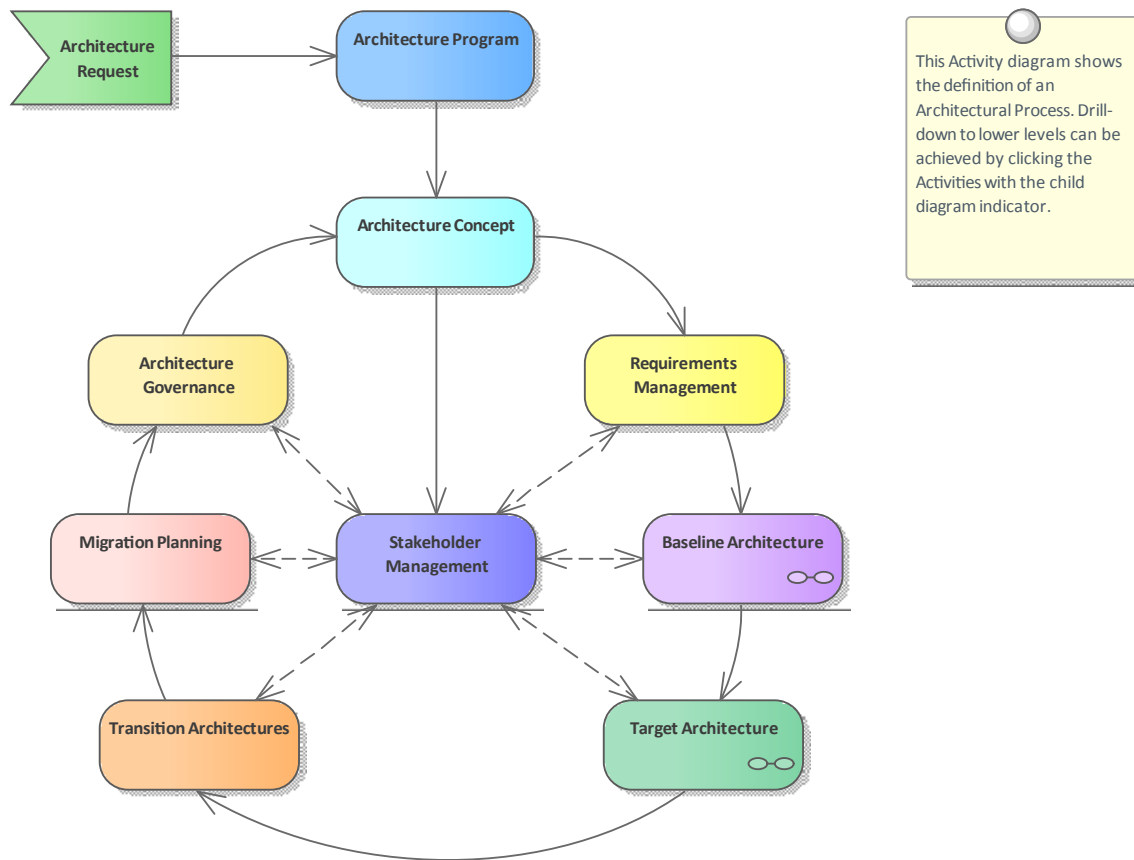 Architecture
Request
Architecture Program
This Activity diagram shows
the definition of an
Architectural Process. Drill-
down to lower levels can be
achieved by clicking the
Activities with the child
diagram indicator.
Architecture Concept
Architecture
Governance
Requirements
Management
Migration Planning
Stakeholder
Management
Baseline Architecture
Transition Architectures
Target Architecture